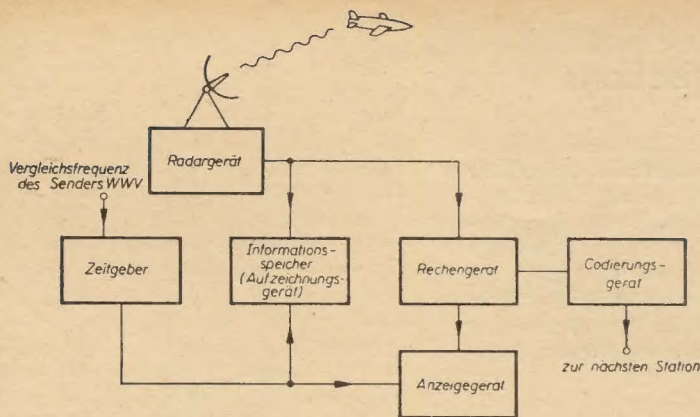 Radargerät
Vergleichsfrequenz
des Senders WWV
Zeitgeber
Informations-
speicher
(Aufzeichnungs-
gerät)
Rechengerät
Codierungs-
gerät
Anzeigegerät
zur nächsten Station